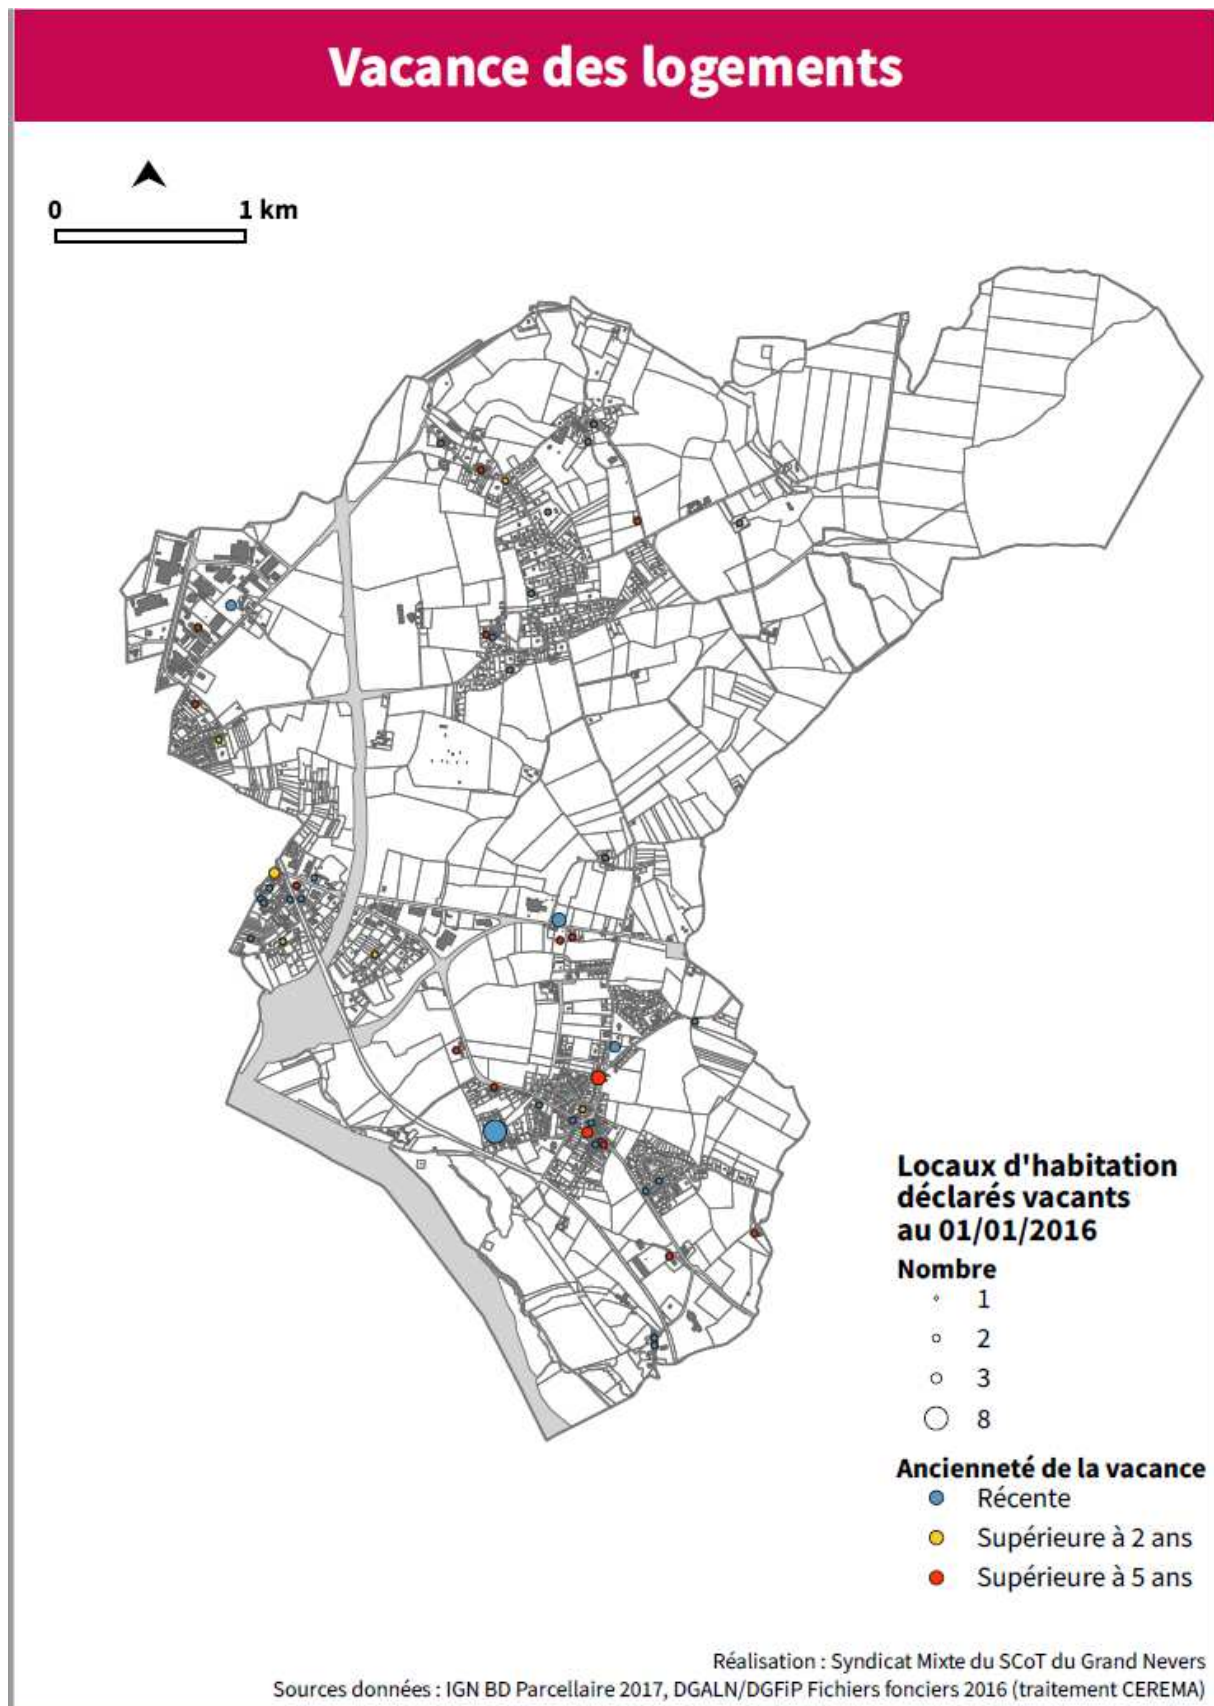 Vacance des logements
0 1 km
Locaux d'habitation
déclarés vacants
au 01/01/2016
Nombre
1
2
3
8
Ancienneté de la vacance
Récente
Supérieure à 2 ans
Supérieure à 5 ans
Réalisation : Syndicat Mixte du SCoT du Grand Nevers
Sources données : IGN BD Parcellaire 2017, DGALN/DGFiP Fichiers fonciers 2016 (traitement CEREMA)